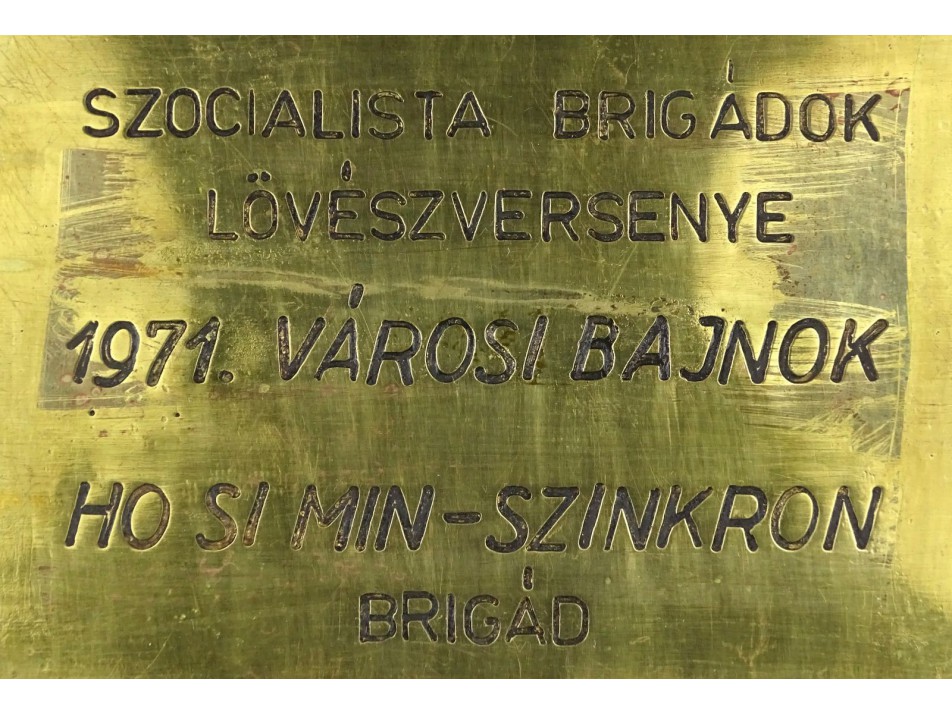 SZOCIALISTA BRIGÁDOK
LÖVÉSZVERSENYE
1971. VÁROSI BAJNOK
HO SI MIN-SZINKRON
BRIGÁD